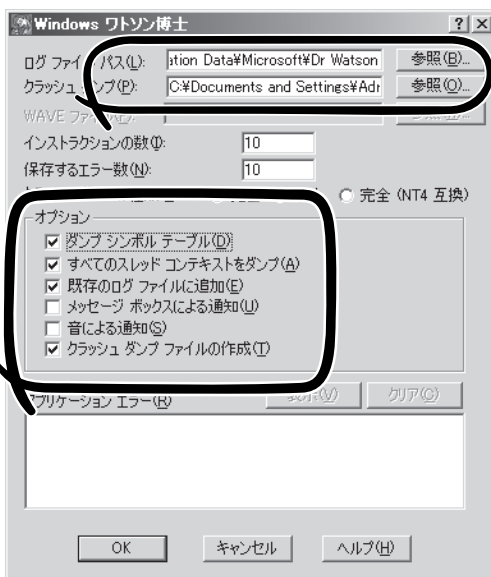 Windows ワトソン博士
ログ ファイル パス(L): ation Data¥Microsoft¥Dr Watson 参照(B)...
クラッシュ ダンプ(P): C:¥Documents and Settings¥Adr 参照(O)...
WAVE
インストラクションの数(I): 10
保存するエラー数(N): 10
完全 (NT4 互換)
オプション
ダンプ シンボル テーブル(D)
すべてのスレッド コンテキストをダンプ(A)
既存のログ ファイルに追加(E)
メッセージ ボックスによる通知(U)
音による通知(S)
クラッシュ ダンプ ファイルの作成(T)
アプリケーション エラー(R) 表示(V) クリア(C)
OK キャンセル ヘルプ(H)